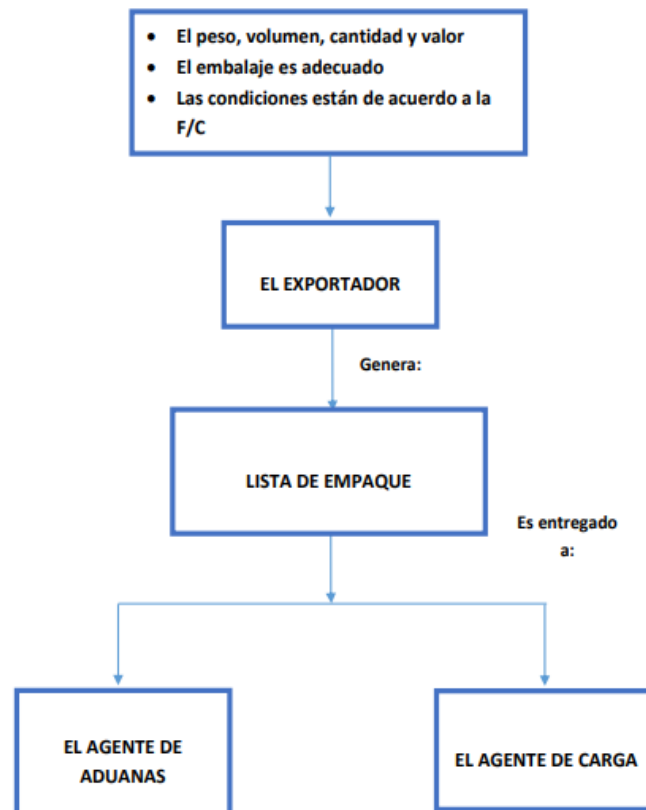 • El peso, volumen, cantidad y valor
• El embalaje es adecuado
• Las condiciones están de acuerdo a la
F/C
EL EXPORTADOR
Genera:
LISTA DE EMPAQUE
Es entregado
a:
EL AGENTE DE
ADUANAS
EL AGENTE DE CARGA